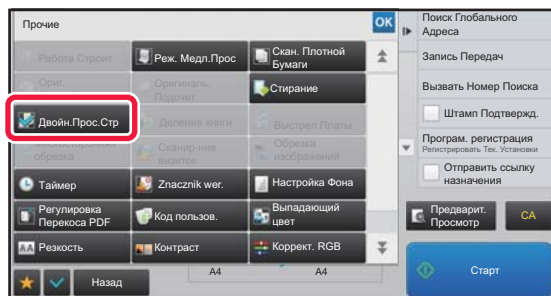 Прочие
OK
Работа Строит
Реж. Медл.Прос
Скан. Плотной
Бумаги
Ориг.
Оригиналь.
Подсчет
Стирание
Двойн.Прос.Стр
Деление книги
Выстрел Платы
Многосторонняя
обрезка
Сканир-ние
визиток
Обрезка
изображений
Таймер
Znacznik wer.
Настройка Фона
Регулировка
Перекоса PDF
Код пользов.
Выпадающий
цвет
Резкость
Контраст
Коррект. RGB
Назад
A4
A4
Поиск Глобального
Адреса
Запись Передач
Вызвать Номер Поиска
Штамп Подтвержд.
Програм. регистрация
Регистрировать Тек. Установки
Отправить ссылку
назначения
Предварит.
Просмотр
CA
Старт